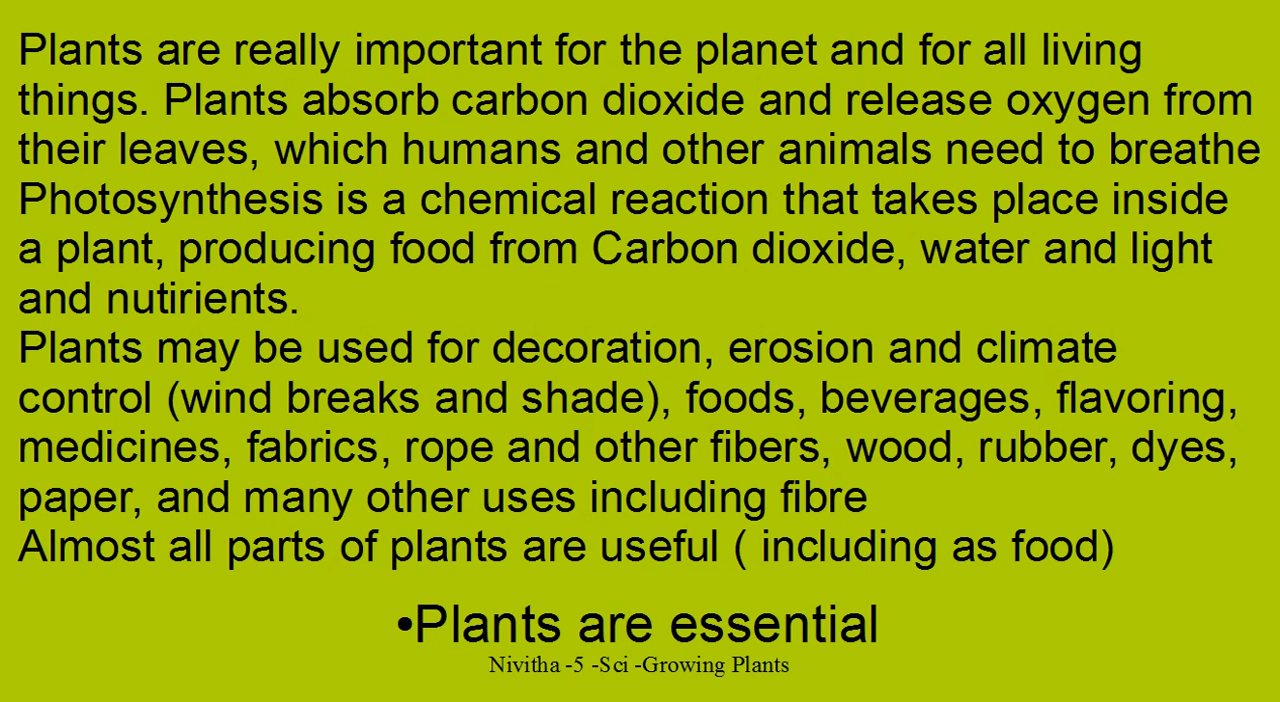 Plants are really important for the planet and for all living
things. Plants absorb carbon dioxide and release oxygen from
their leaves, which humans and other animals need to breathe
Photosynthesis is a chemical reaction that takes place inside
a plant, producing food from Carbon dioxide, water and light
and nutirients.
Plants may be used for decoration, erosion and climate
control (wind breaks and shade), foods, beverages, flavoring,
medicines, fabrics, rope and other fibers, wood, rubber, dyes,
paper, and many other uses including fibre
Almost all parts of plants are useful ( including as food)
•Plants are essential
Nivitha -5 -Sci -Growing Plants